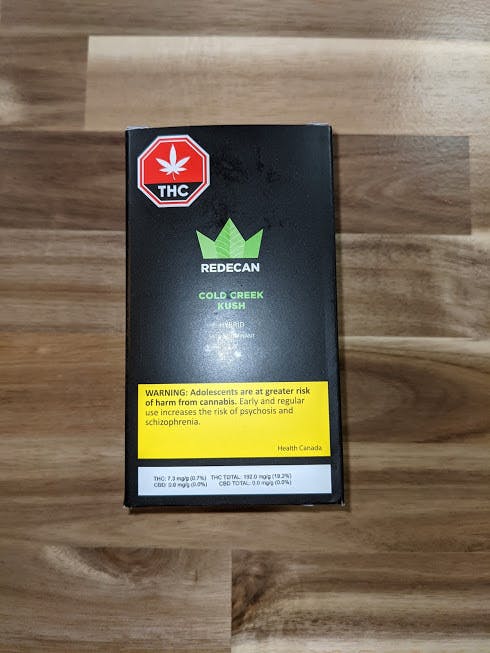 THC
REDECAN
COLD CREEK
KUSH
HYBRID
WARNING: Adolescents are at greater risk
of harm from cannabis. Early and regular
use increases the risk of psychosis and
schizophrenia.
Health Canada
THC: 7.3 mg/g (0.7%) THC TOTAL: 192.0 mg/g (19.2%)
CBD: 0.0 mg/g (0.0%) CBD TOTAL: 0.0 mg/g (0.0%)